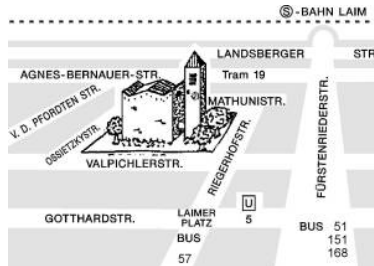 Ⓢ-BAHN LAIM
LANDSBERGER STR
AGNES-BERNAUER-STR. Tram 19
MATHUNISTR.
V. D. PFORDTEN STR.
OSSIETZKYSTR.
VALPICHLERSTR.
RIEGERHOFSTR.
FÜRSTENRIEDERSTR.
GOTTHARDSTR.
LAIMER
PLATZ
U
5
BUS
57
BUS 51
151
168